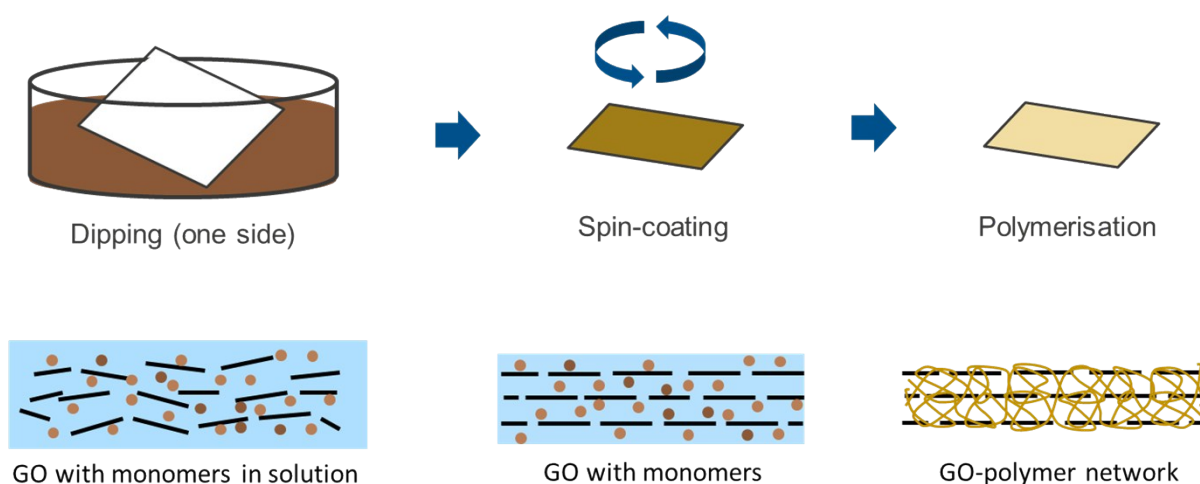 Dipping (one side)
Spin-coating
Polymerisation
GO with monomers in solution
GO with monomers
GO-polymer network